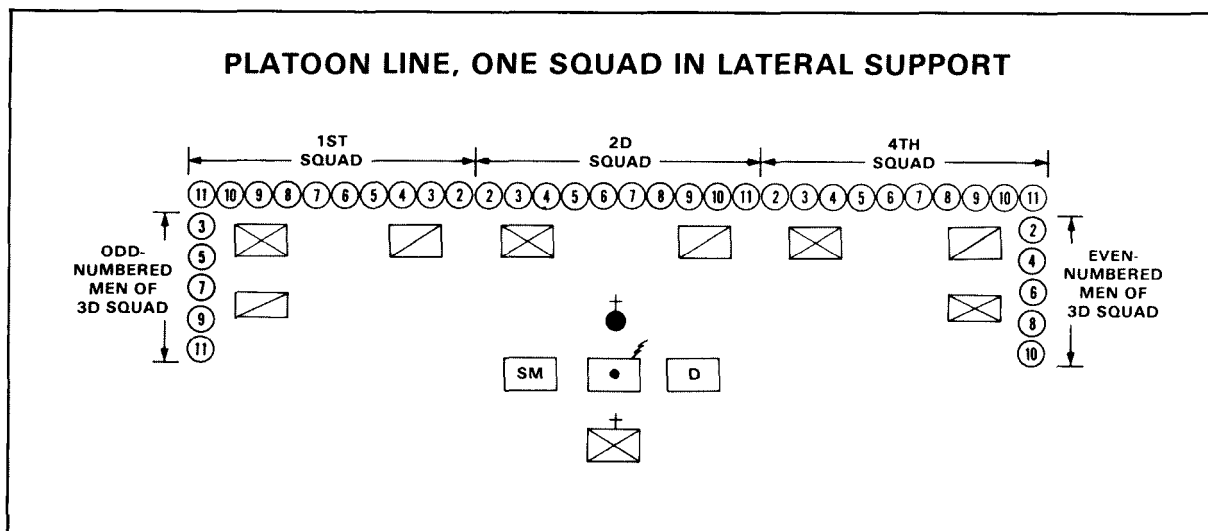 PLATOON LINE, ONE SQUAD IN LATERAL SUPPORT
1ST
SQUAD
2D
SQUAD
4TH
SQUAD
11 10 9 8 7 6 5 4 3 2 2 3 4 5 6 7 8 9 10 11 2 3 4 5 6 7 8 9 10 11
ODD-
NUMBERED
MEN OF
3D SQUAD
3
5
7
9
11
2
4
6
8
10
EVEN-
NUMBERED
MEN OF
3D SQUAD
SM
D